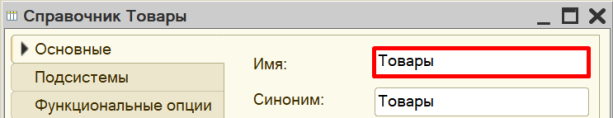 Справочник Товары
Основные
Подсистемы
Функциональные опции
Имя: Товары
Синоним: Товары